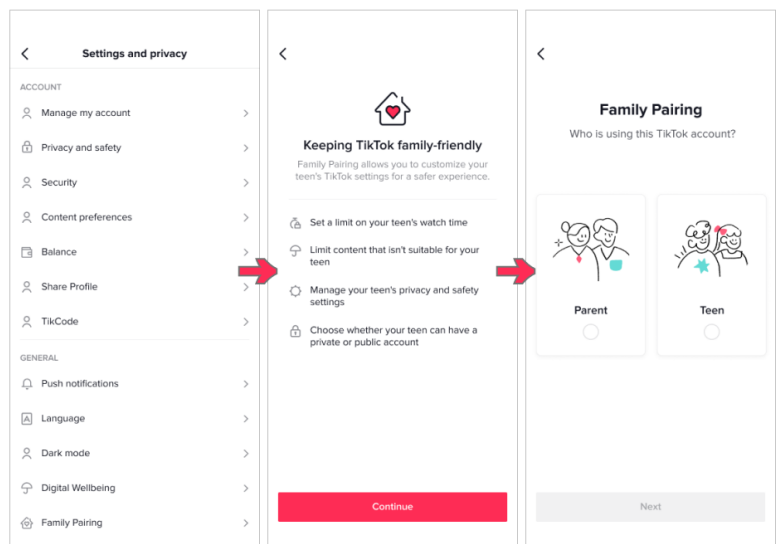 Settings and privacy
ACCOUNT
Manage my account
Privacy and safety
Security
Content preferences
Balance
Share Profile
TikCode
GENERAL
Push notifications
A Language
Dark mode
Digital Wellbeing
Family Pairing
Keeping TikTok family-friendly
Family Pairing allows you to customize your
teen's TikTok settings for a safer experience.
Set a limit on your teen's watch time
Limit content that isn't suitable for your
teen
Manage your teen's privacy and safety
settings
Choose whether your teen can have a
private or public account
Continue
Family Pairing
Who is using this TikTok account?
Parent
Teen
Next